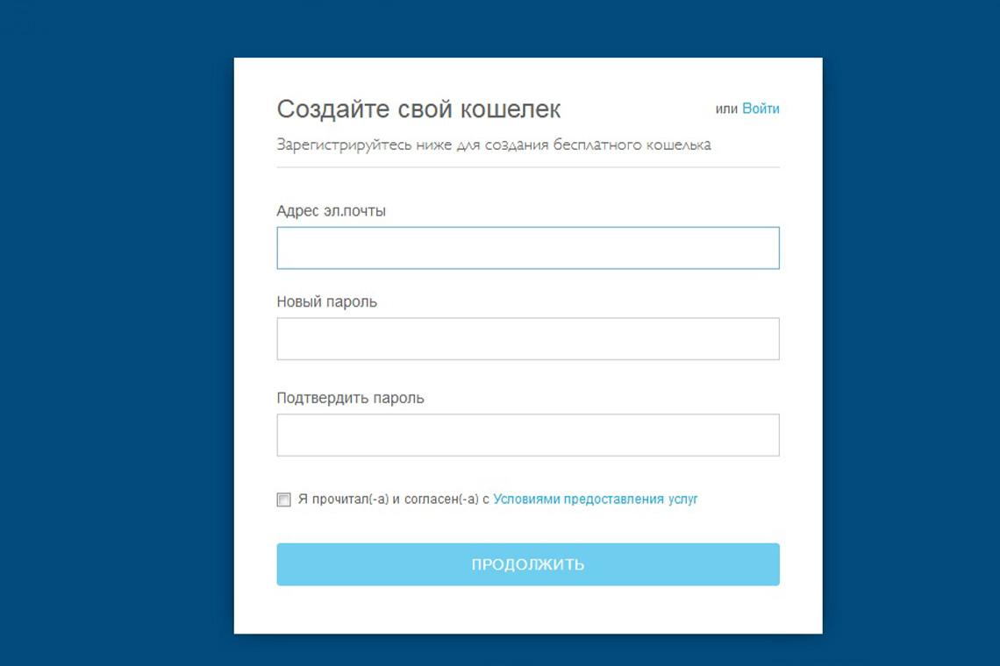 Создайте свой кошелек
или Войти
Зарегистрируйтесь ниже для создания бесплатного кошелька
Адрес эл.почты
Новый пароль
Подтвердить пароль
Я прочитал(-а) и согласен(-а) с Условиями предоставления услуг
ПРОДОЛЖИТЬ